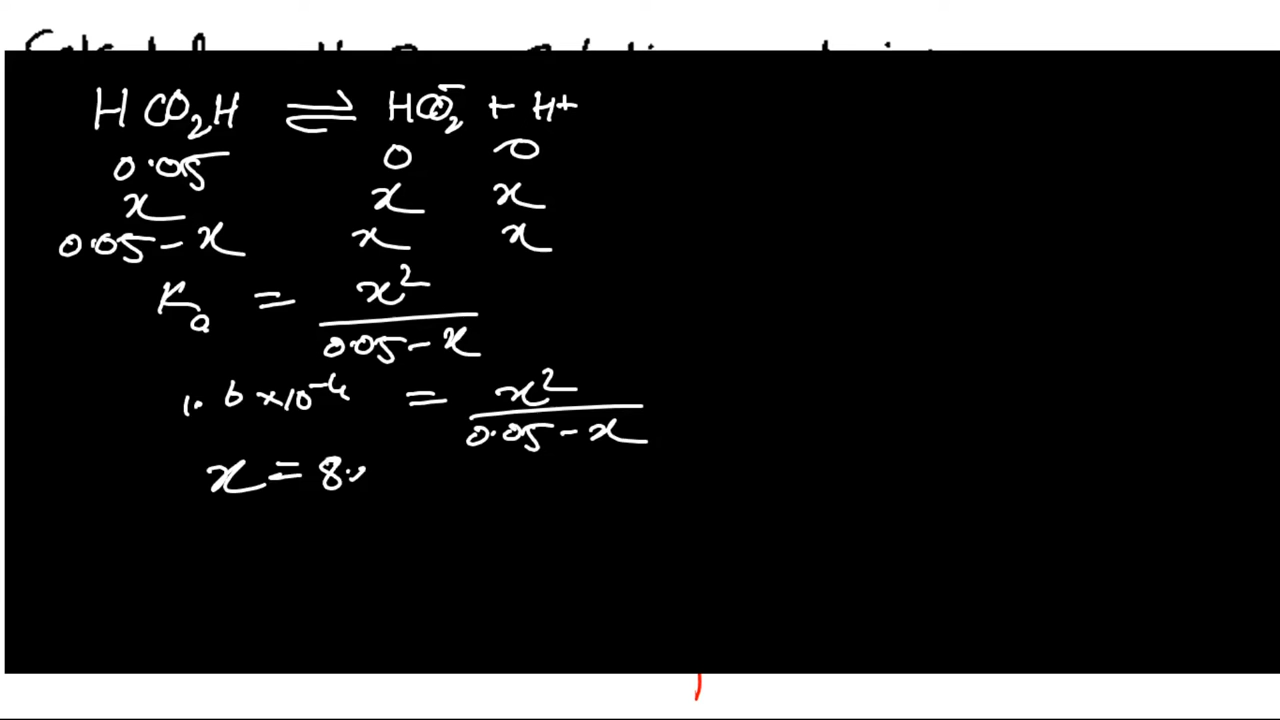 HCO₂H ⇌ HCO₂⁻ + H+
0.05 0 0
x x x
0.05 - x x x
Ka = x² / (0.05 - x)
1.6 × 10⁻⁴ = x² / (0.05 - x)
x = 8.